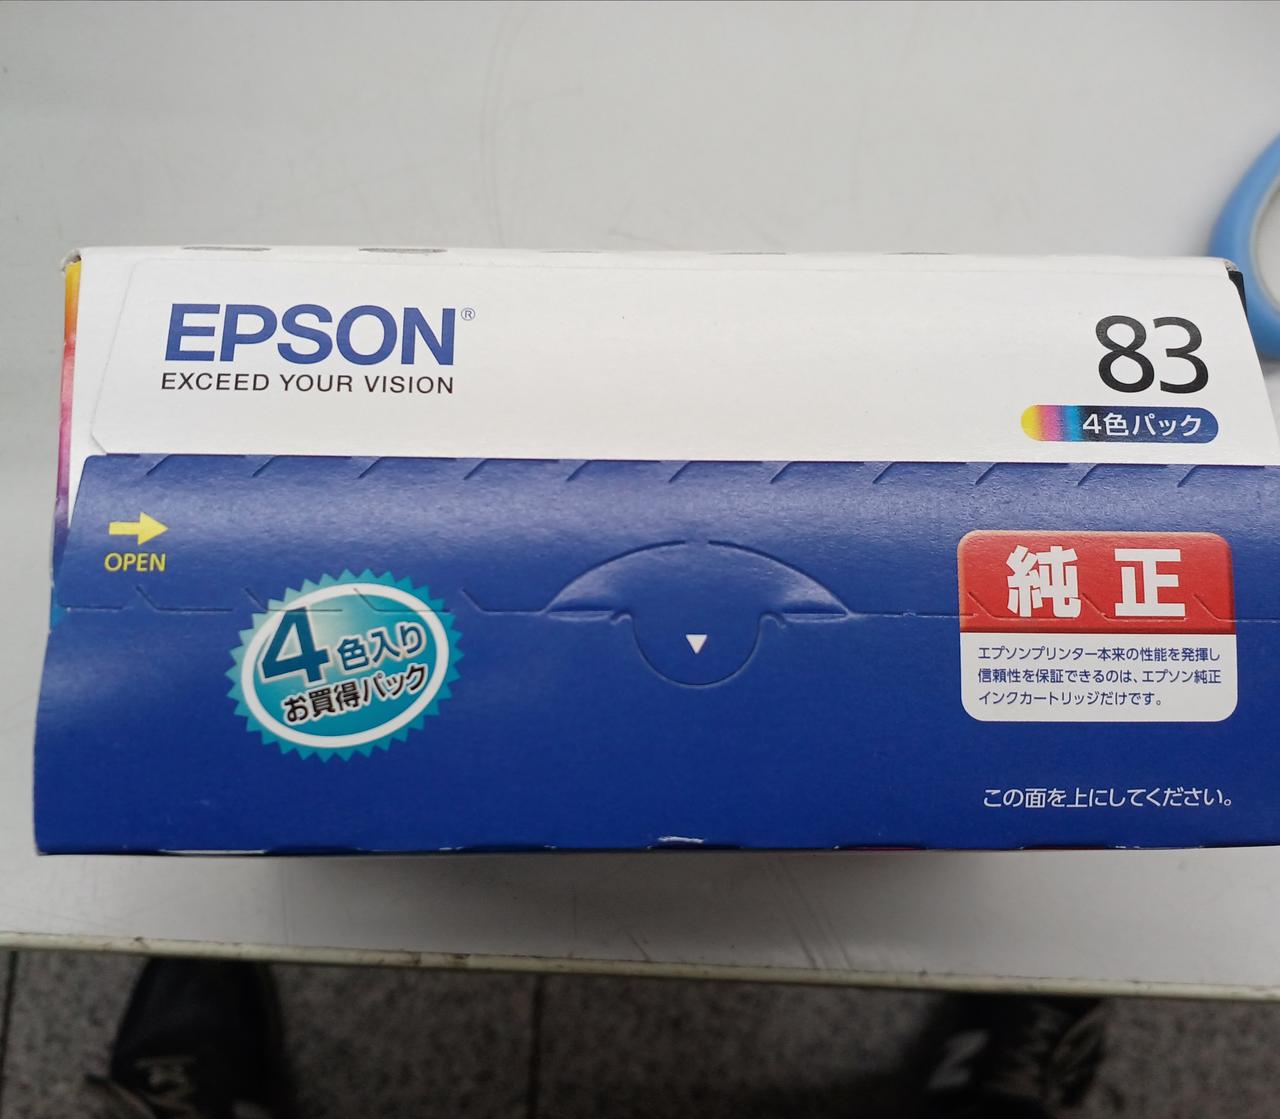 EPSON®
EXCEED YOUR VISION
83
4色パック
OPEN
4色入り
お買得パック
純正
エプソンプリンター本来の性能を発揮し
信頼性を保証できるのは、エプソン純正
インクカートリッジだけです。
この面を上にしてください。